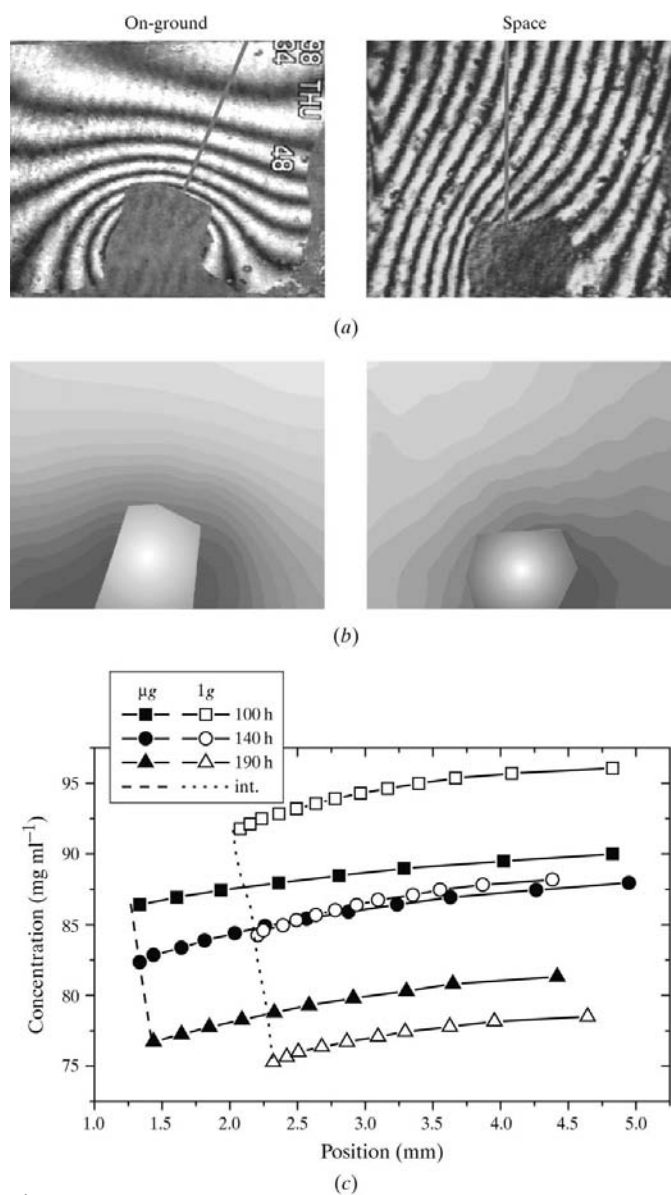 On-ground Space
98 THU 48
64
(a)
(b)
μg 1g
100 h
140 h
190 h
int.
95
90
85
80
75
Concentration (mg ml⁻¹)
1.0 1.5 2.0 2.5 3.0 3.5 4.0 4.5 5.0
Position (mm)
(c)